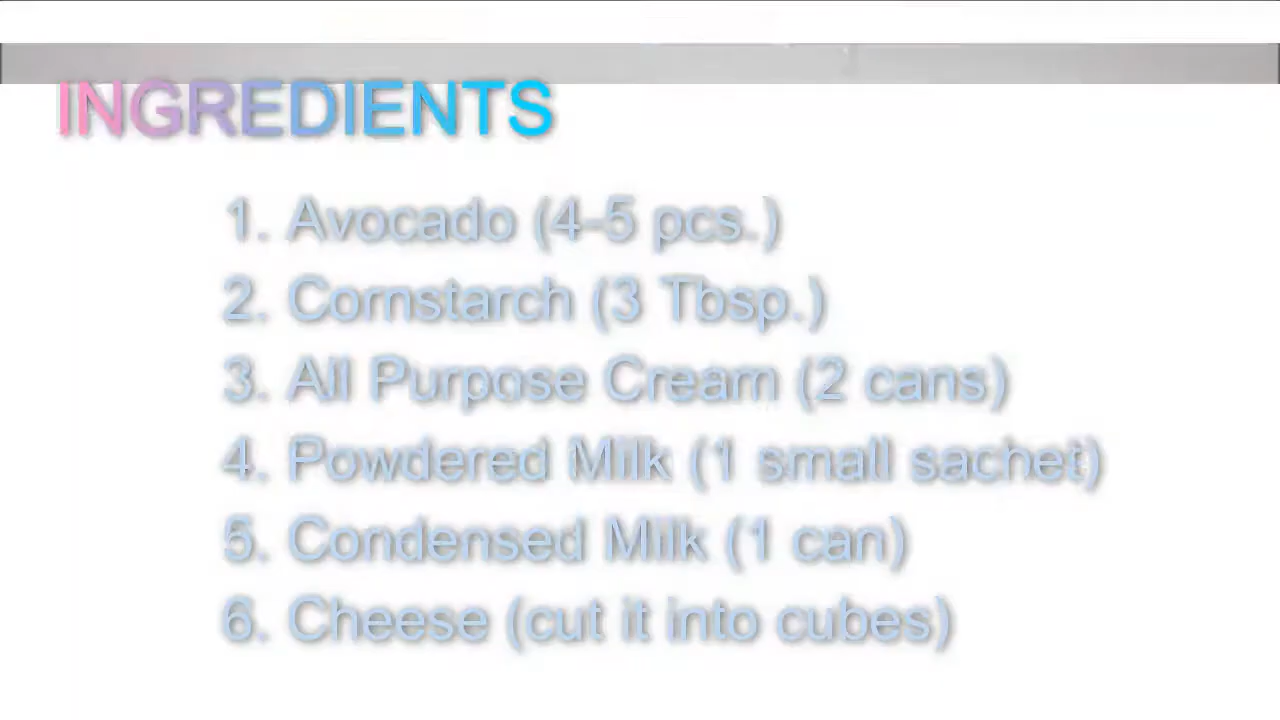 INGREDIENTS
1. Avocado (4-5 pcs.)
2. Cornstarch (3 Tbsp.)
3. All Purpose Cream (2 cans)
4. Powdered Milk (1 small sachet)
5. Condensed Milk (1 can)
6. Cheese (cut it into cubes)